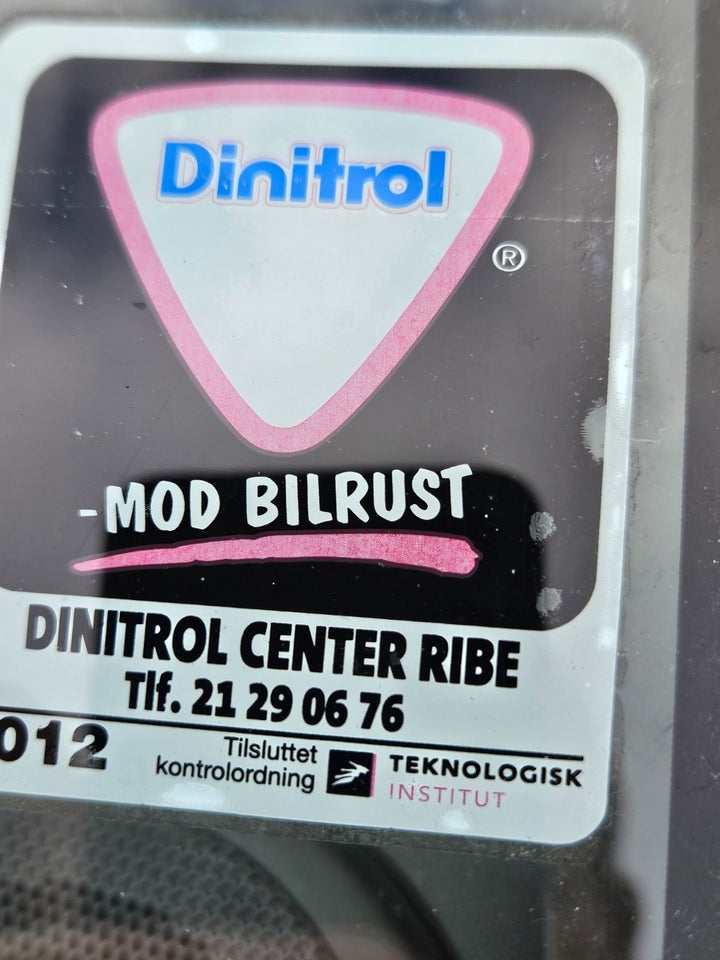 Dinitrol
®
-MOD BILRUST
DINITROL CENTER RIBE
Tlf. 21 29 06 76
012
Tilsluttet
kontrolordning
TEKNOLOGISK
INSTITUT